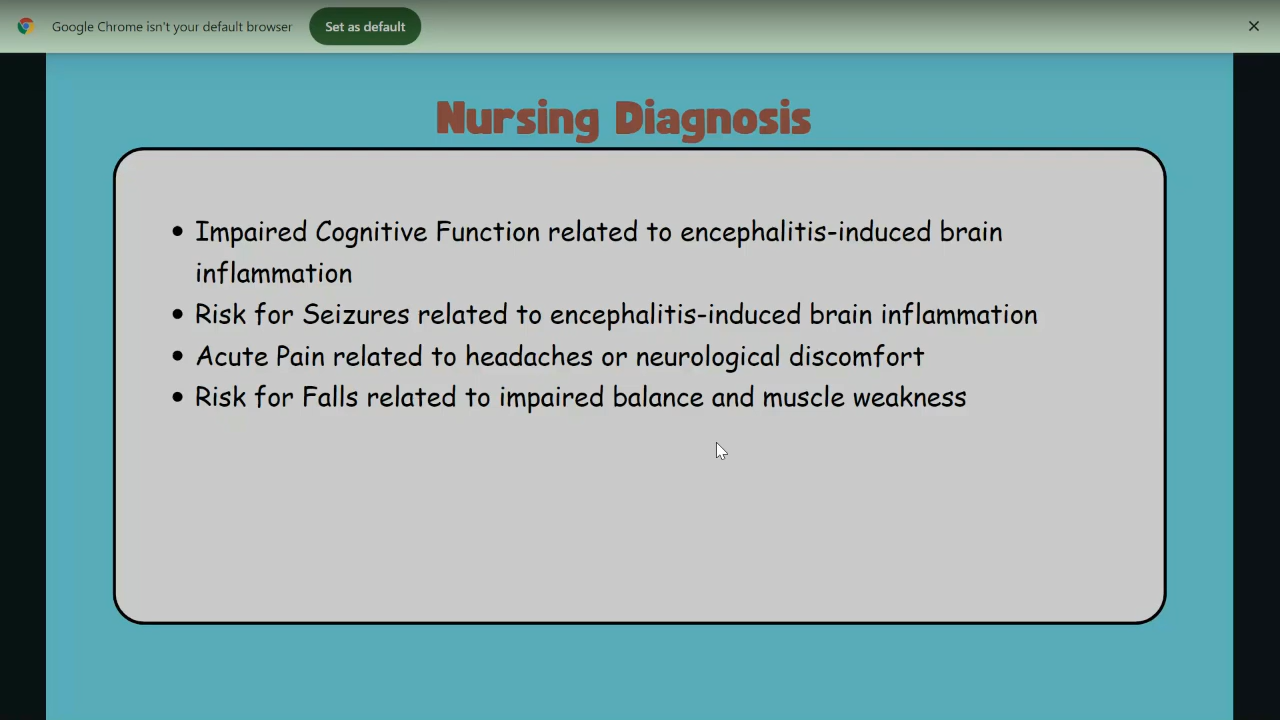 Google Chrome isn't your default browser
Set as default
Nursing Diagnosis
• Impaired Cognitive Function related to encephalitis-induced brain
inflammation
• Risk for Seizures related to encephalitis-induced brain inflammation
• Acute Pain related to headaches or neurological discomfort
• Risk for Falls related to impaired balance and muscle weakness